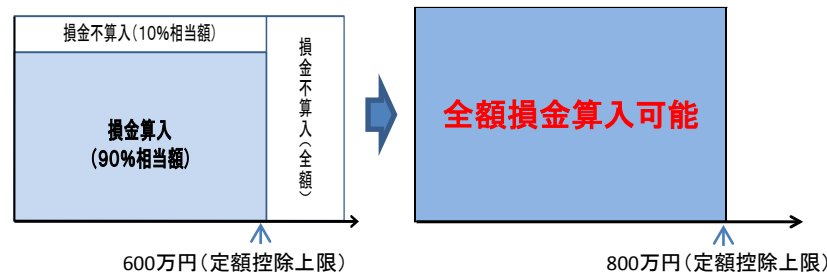 損金不算入(10%相当額)
損金不算入(全額)
損金算入
(90%相当額)
600万円(定額控除上限)
全額損金算入可能
800万円(定額控除上限)